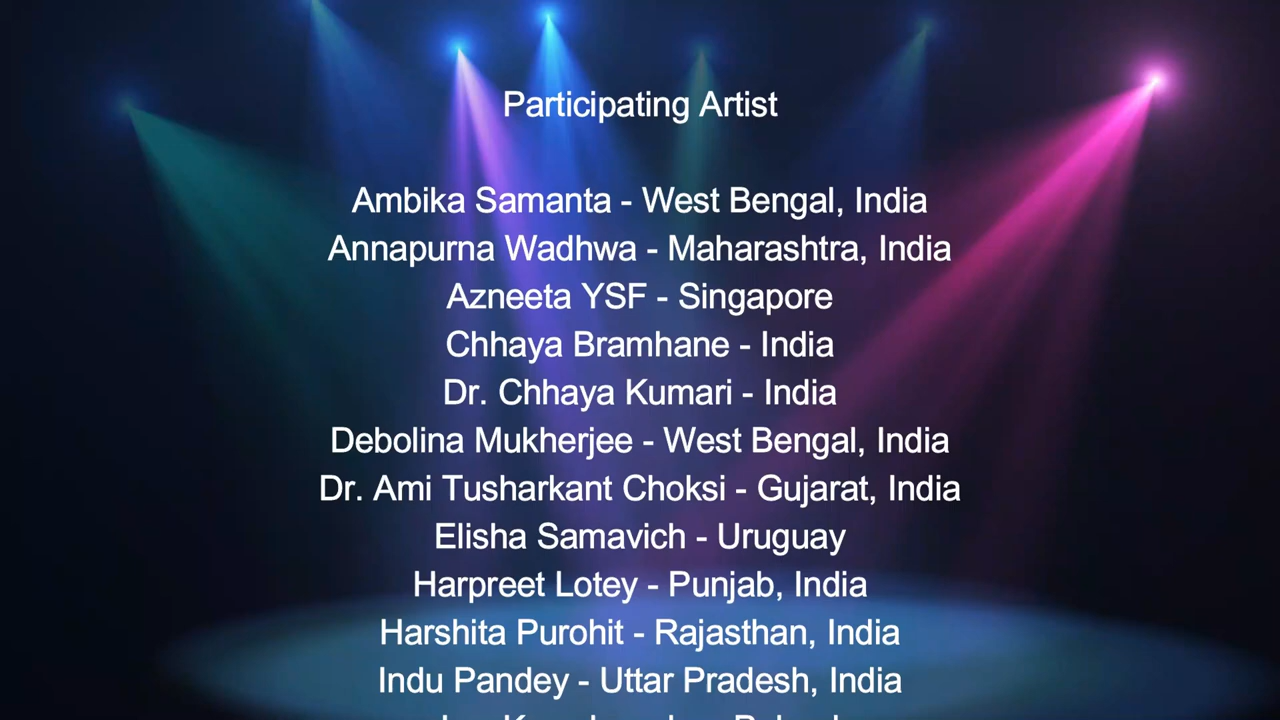 Participating Artist
Ambika Samanta - West Bengal, India
Annapurna Wadhwa - Maharashtra, India
Azneeta YSF - Singapore
Chhaya Bramhane - India
Dr. Chhaya Kumari - India
Debolina Mukherjee - West Bengal, India
Dr. Ami Tusharkant Choksi - Gujarat, India
Elisha Samavich - Uruguay
Harpreet Lotey - Punjab, India
Harshita Purohit - Rajasthan, India
Indu Pandey - Uttar Pradesh, India